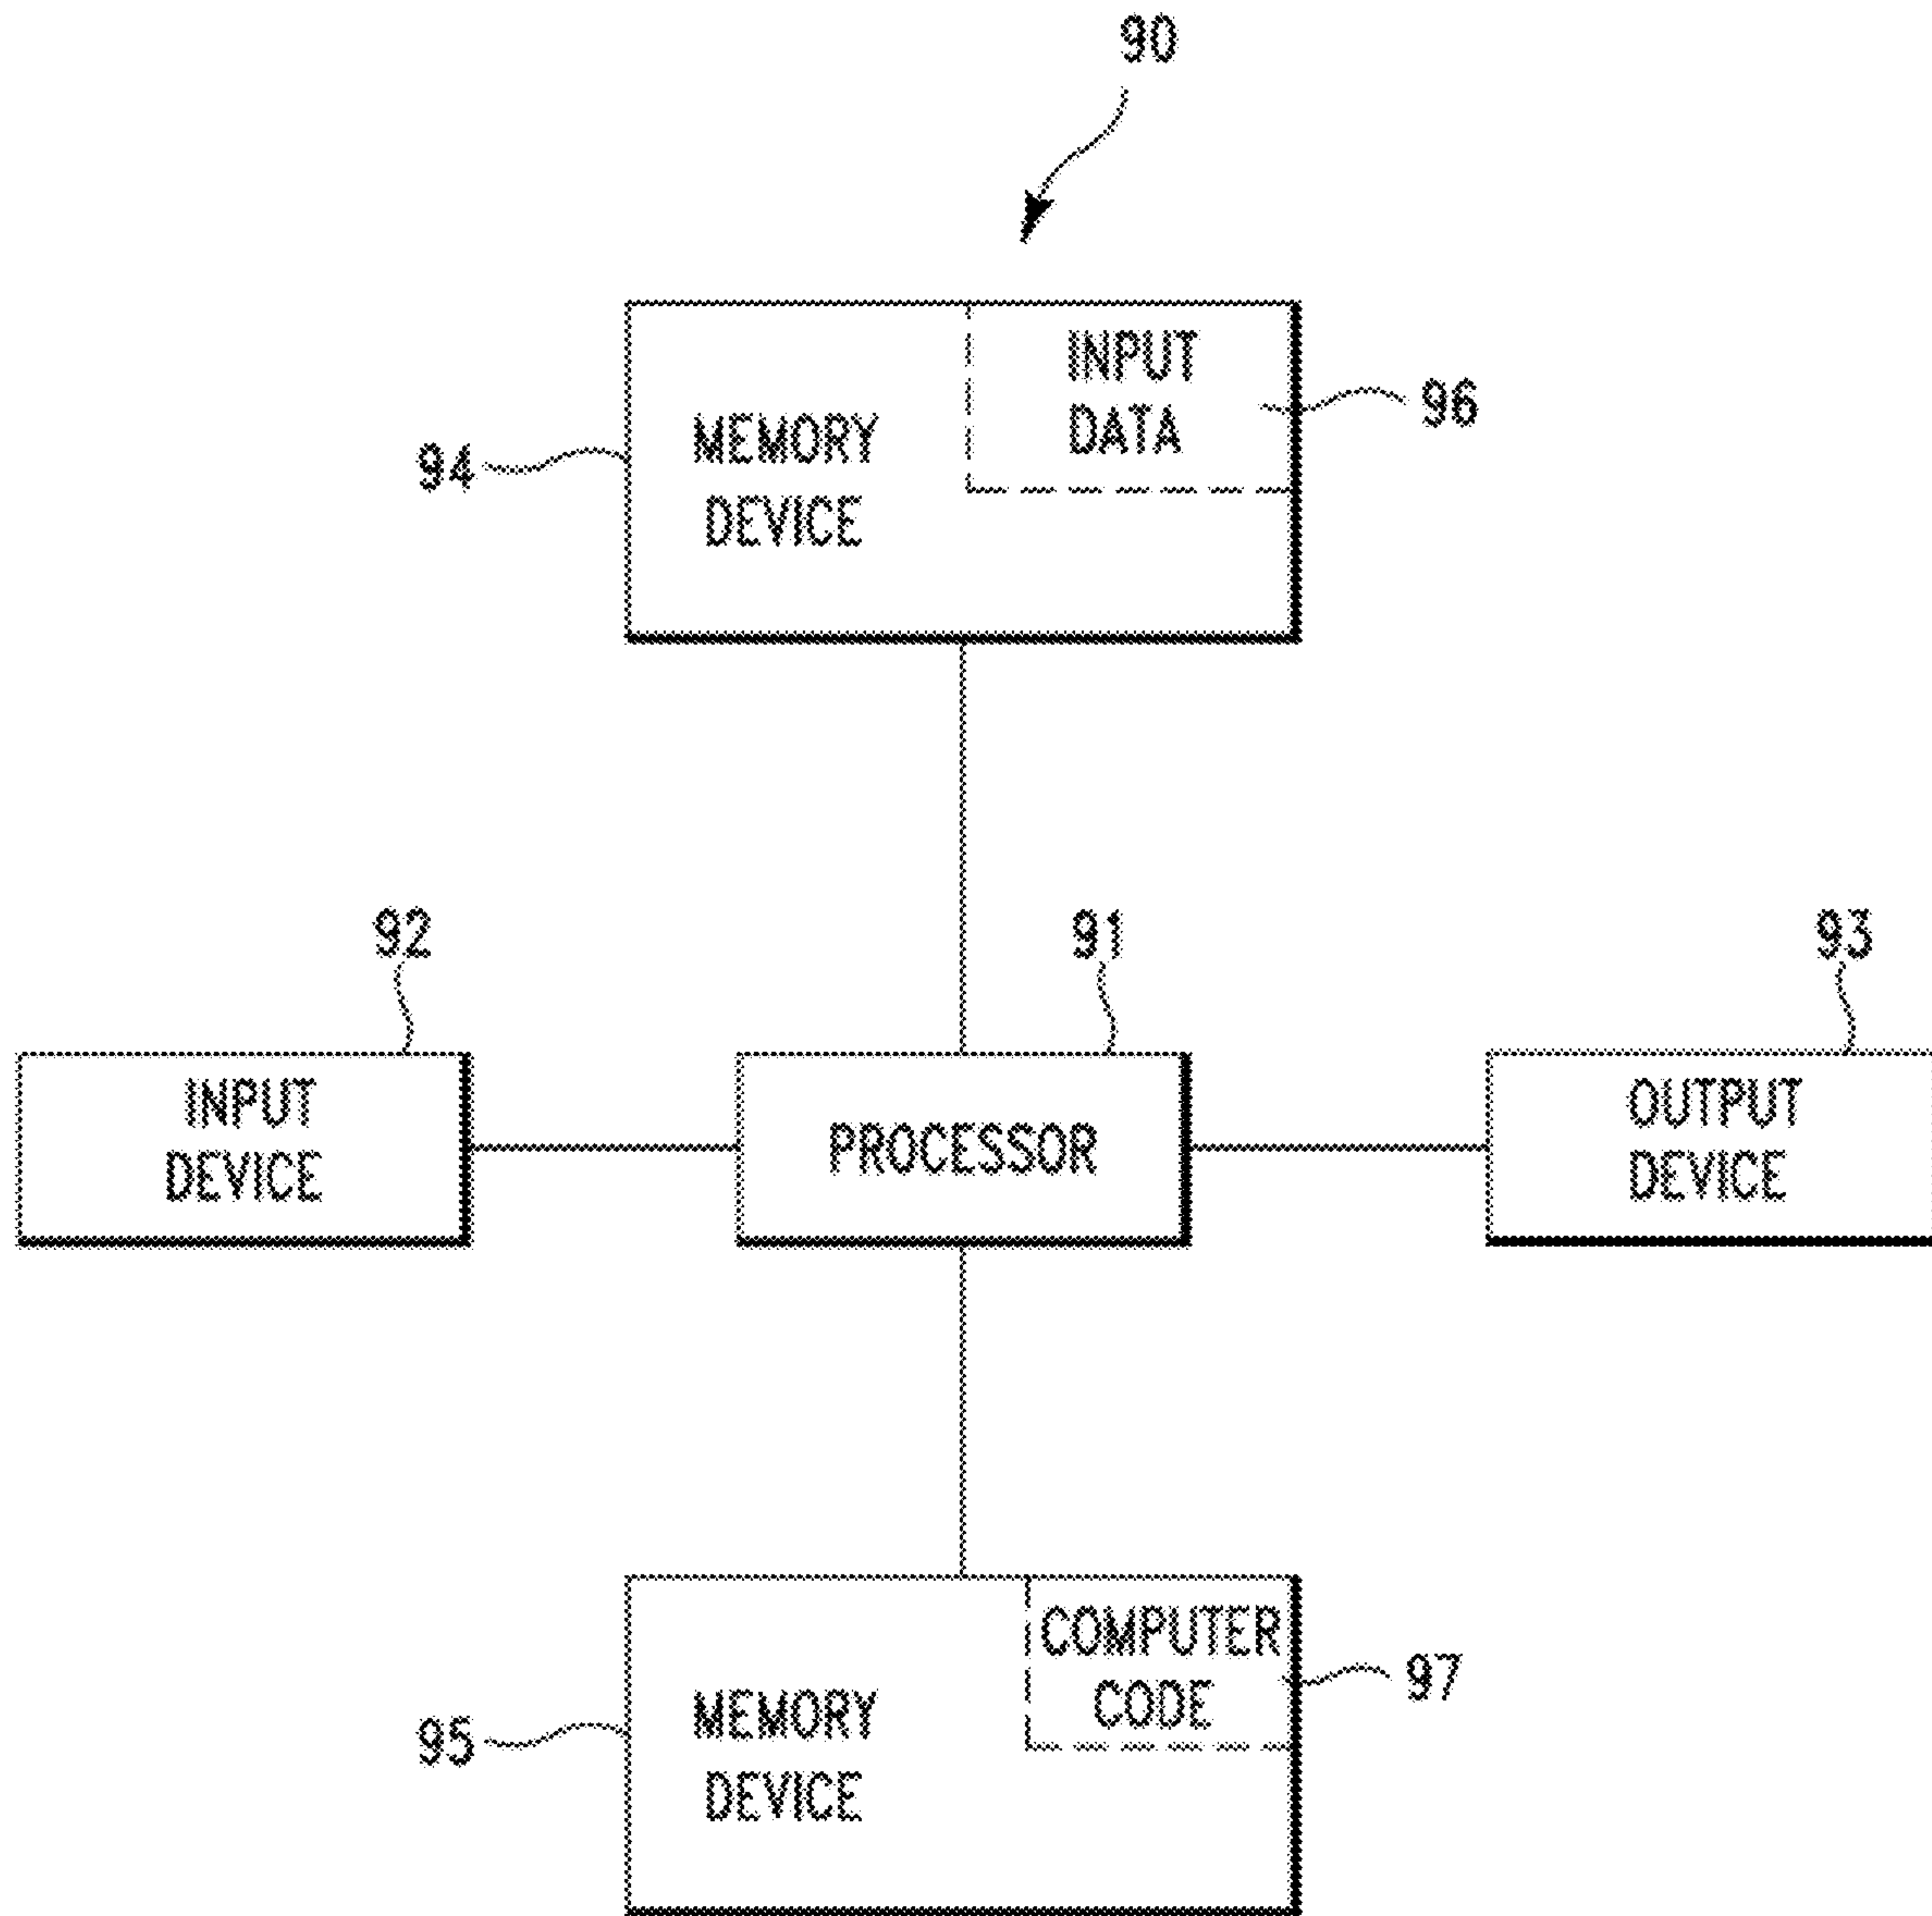 90
INPUT
DATA
96
94
MEMORY
DEVICE
92
91
93
INPUT
DEVICE
PROCESSOR
OUTPUT
DEVICE
COMPUTER
CODE
97
95
MEMORY
DEVICE